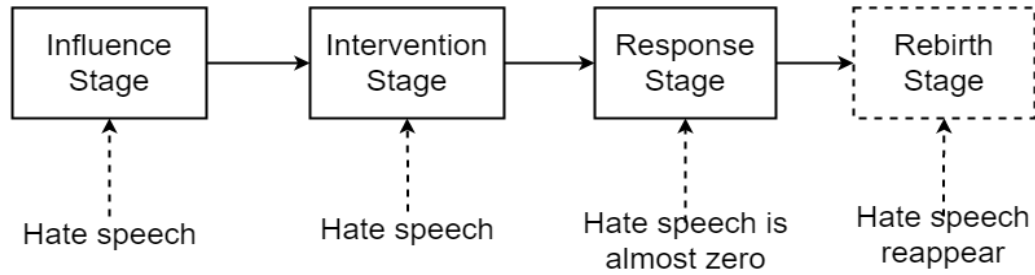 Influence
Stage
Intervention
Stage
Response
Stage
Rebirth
Stage
Hate speech
Hate speech
Hate speech is
almost zero
Hate speech
reappear